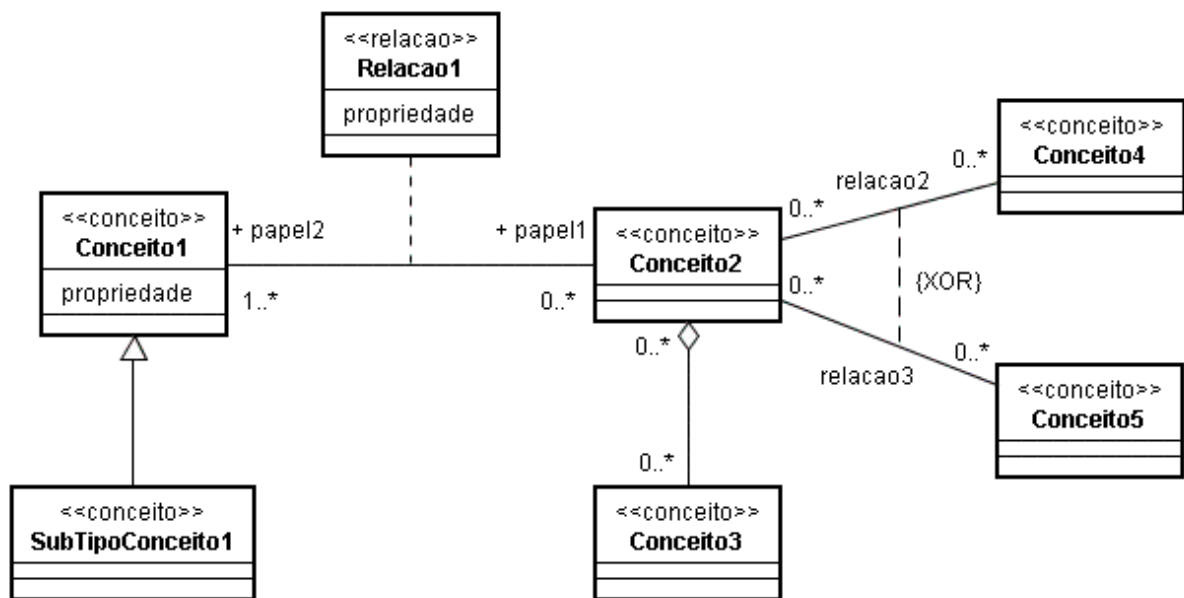 <<relacao>>
Relacao1
propriedade
<<conceito>>
Conceito4
0..*
relacao2
0..*
<<conceito>>
Conceito1
propriedade
+ papel2
1..*
+ papel1
0..*
<<conceito>>
Conceito2
0..*
{XOR}
0..*
relacao3
0..*
<<conceito>>
Conceito5
0..*
<<conceito>>
SubTipoConceito1
<<conceito>>
Conceito3